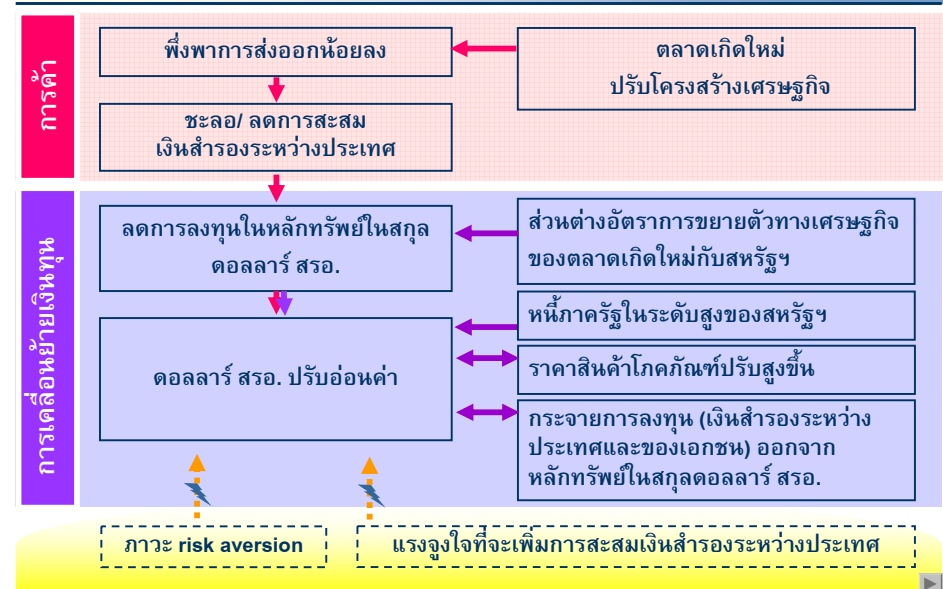 การค้า
พึ่งพาการส่งออกน้อยลง
ตลาดเกิดใหม่
ปรับโครงสร้างเศรษฐกิจ
ชะลอ/ ลดการสะสม
เงินสำรองระหว่างประเทศ
การเคลื่อนย้ายเงินทุน
ลดการลงทุนในหลักทรัพย์ในสกุล
ดอลลาร์ สรอ.
ส่วนต่างอัตราการขยายตัวทางเศรษฐกิจ
ของตลาดเกิดใหม่กับสหรัฐฯ
ดอลลาร์ สรอ. ปรับอ่อนค่า
หนี้ภาครัฐในระดับสูงของสหรัฐฯ
ราคาสินค้าโภคภัณฑ์ปรับสูงขึ้น
กระจายการลงทุน (เงินสำรองระหว่าง
ประเทศและของเอกชน) ออกจาก
หลักทรัพย์ในสกุลดอลลาร์ สรอ.
ภาวะ risk aversion
แรงจูงใจที่จะเพิ่มการสะสมเงินสำรองระหว่างประเทศ